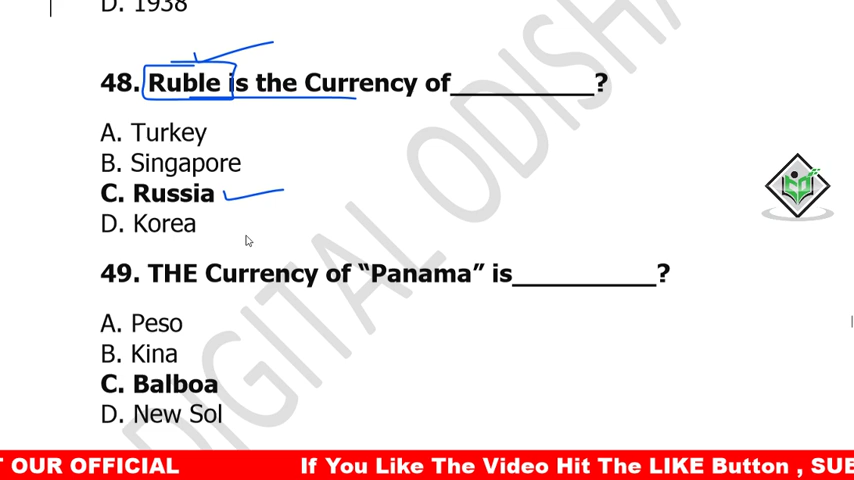 D. 1938
48. Ruble is the Currency of__________?
A. Turkey
B. Singapore
C. Russia
D. Korea
49. THE Currency of “Panama” is__________?
A. Peso
B. Kina
C. Balboa
D. New Sol
DIGITAL ODISHA
OUR OFFICIAL If You Like The Video Hit The LIKE Button , SUB